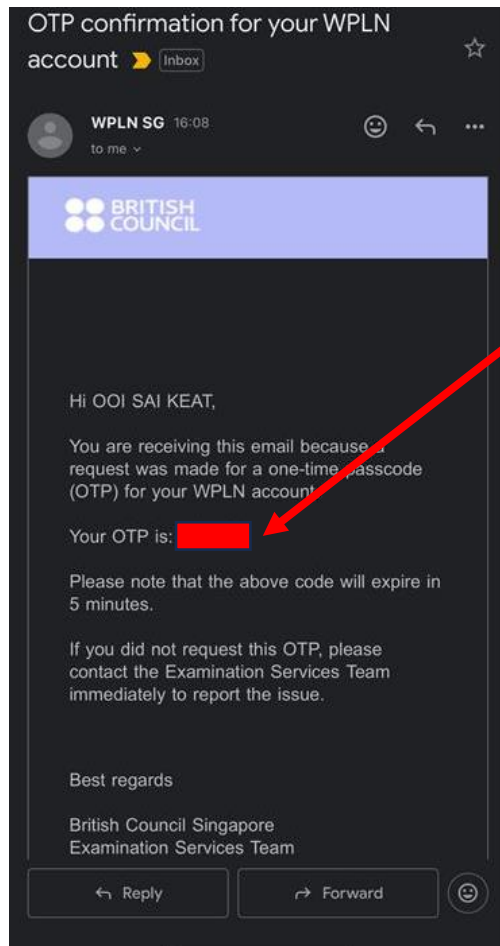 OTP confirmation for your WPLN
account Inbox
WPLN SG 16:08
to me
BRITISH
COUNCIL
Hi OOI SAI KEAT,
You are receiving this email because a
request was made for a one-time passcode
(OTP) for your WPLN account.
Your OTP is:
Please note that the above code will expire in
5 minutes.
If you did not request this OTP, please
contact the Examination Services Team
immediately to report the issue.
Best regards
British Council Singapore
Examination Services Team
Reply
Forward